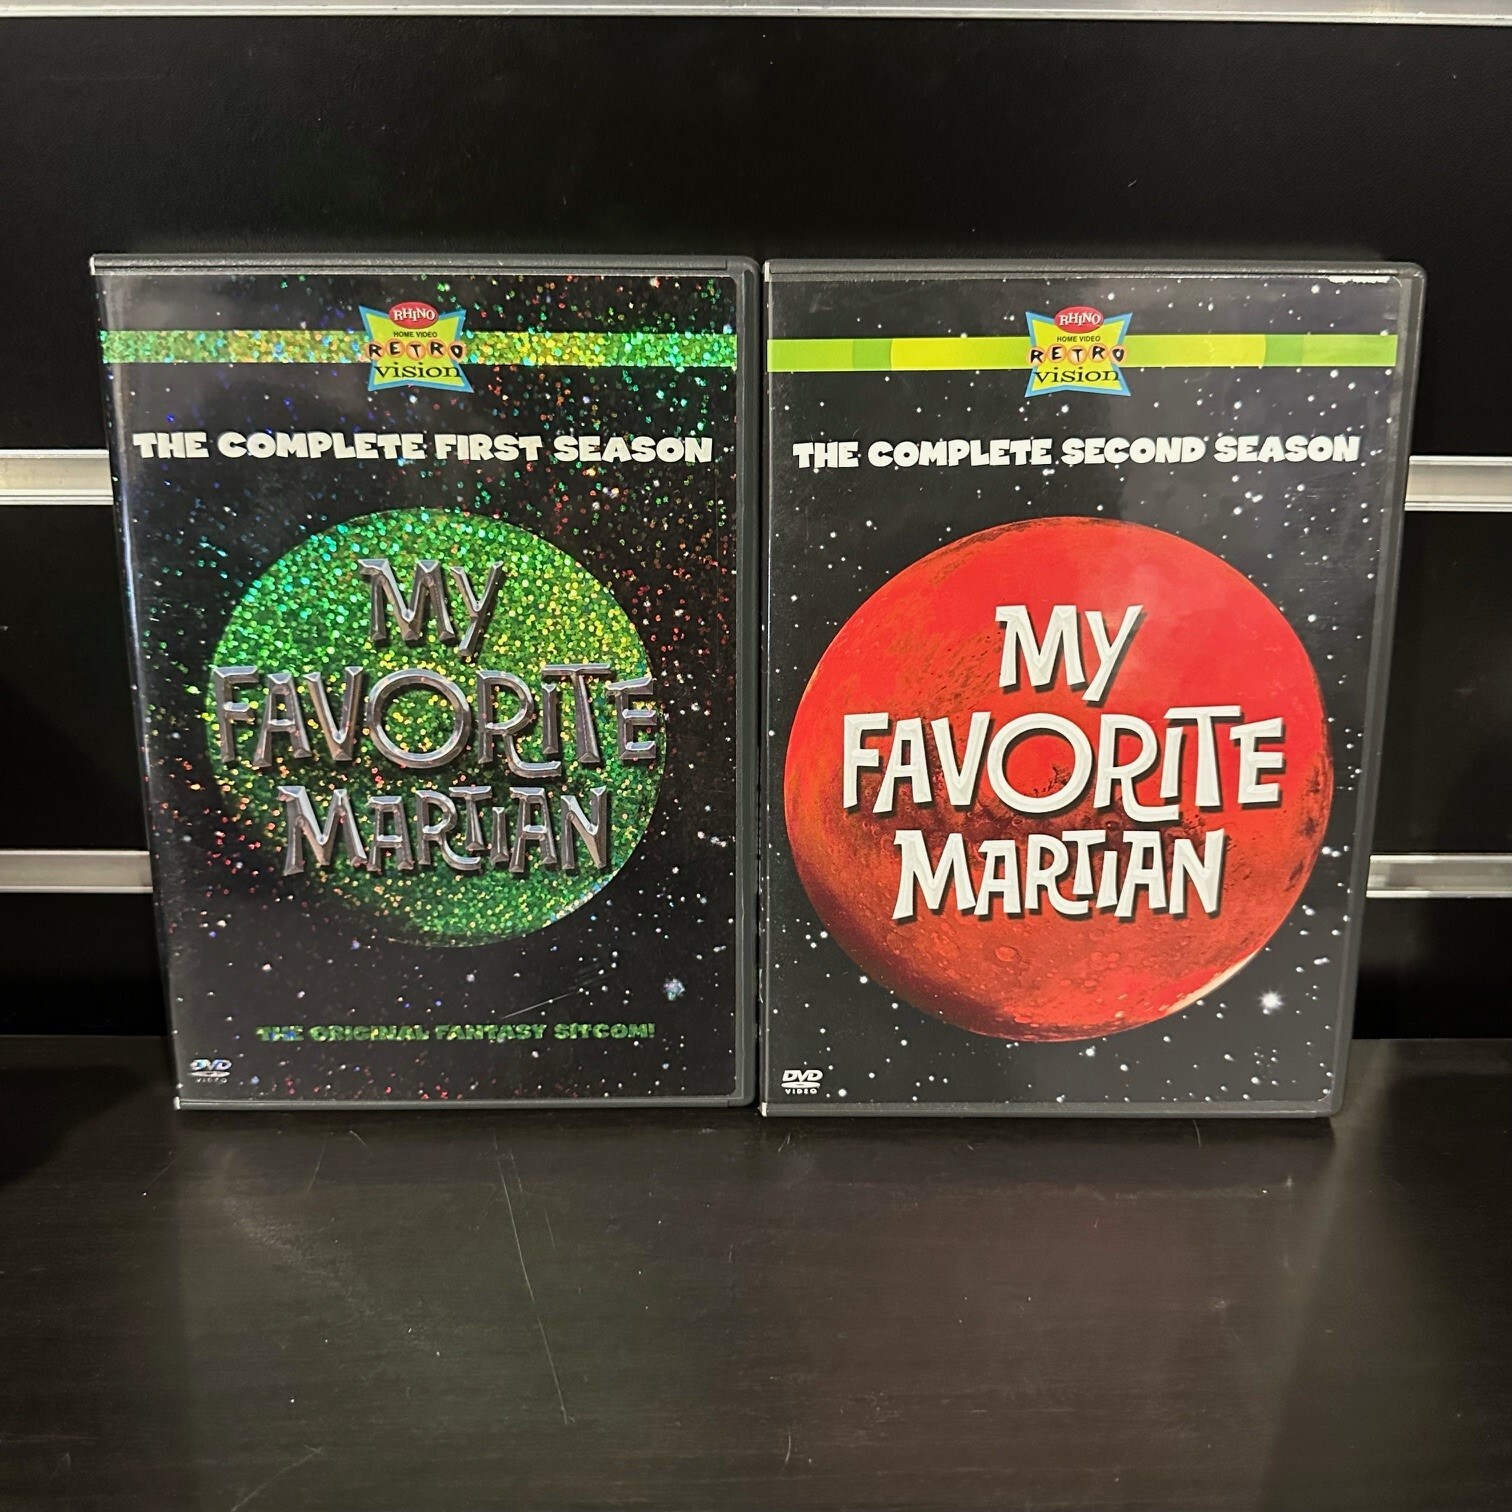 RHINO
HOME VIDEO
RETRO
vision
THE COMPLETE FIRST SEASON
MY
FAVORITE
MARTIAN
THE ORIGINAL FANTASY SITCOM!
DVD
VIDEO
RHINO
HOME VIDEO
RETRO
vision
THE COMPLETE SECOND SEASON
MY
FAVORITE
MARTIAN
DVD
VIDEO